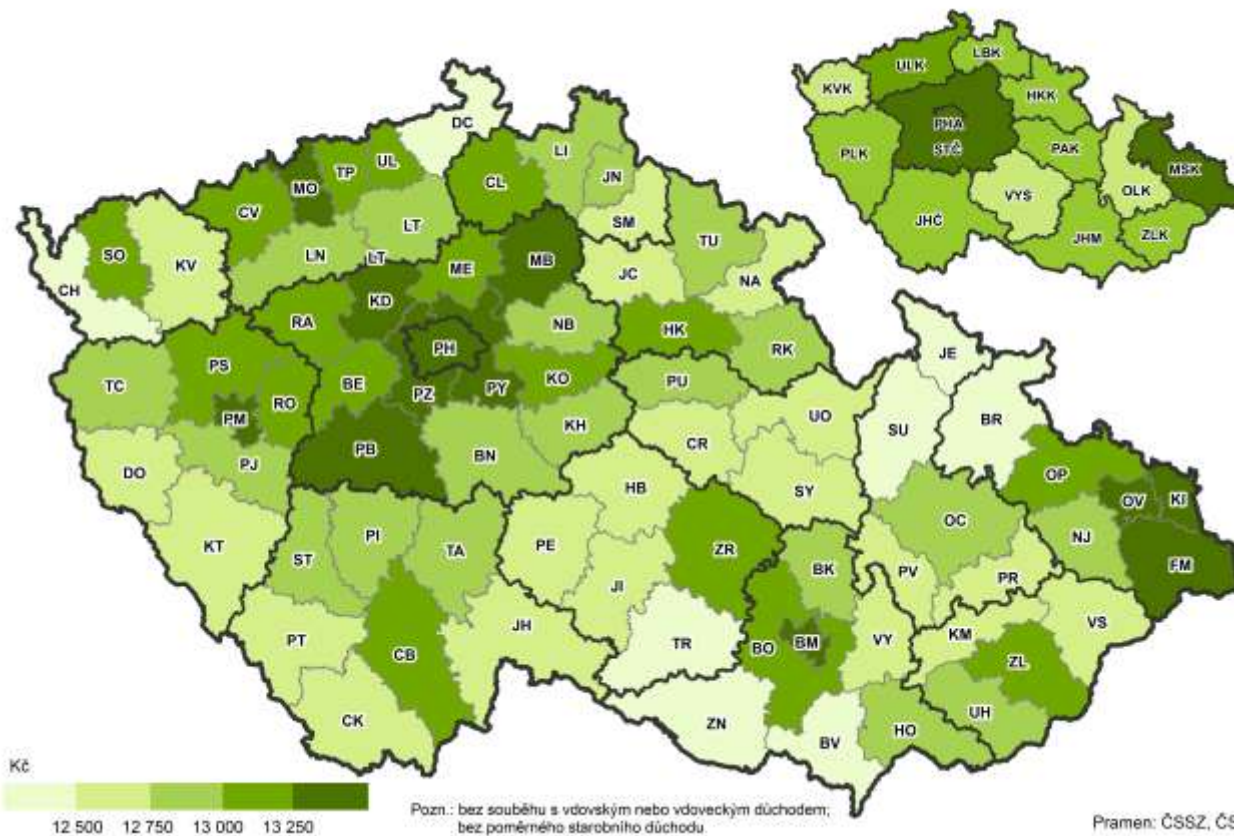 ULK
LBK
KVK
HKK
PHA
STČ
PLK
PAK
MSK
OLK
VYS
JHČ
JHM
ZLK
DC
LI
UL
TP
JN
MO
CL
CV
LT
SM
TU
SO
LN
KV
LT
ME
MB
JC
NA
CH
KD
RA
NB
HK
PH
RK
JE
PS
TC
BE
KO
PU
PZ
PY
RO
PM
UO
BR
SU
KH
CR
PB
BN
PJ
DO
OP
HB
SY
OV
KI
OC
KT
PI
ST
TA
PE
ZR
NJ
BK
FM
JI
PV
PR
VS
PT
JH
KM
CB
TR
BO
BM
VY
ZL
CK
UH
ZN
HO
BV
Kč
12 500 12 750 13 000 13 250
Pozn.: bez souběhu s vdovským nebo vdoveckým důchodem;
bez poměrného starobního důchodu
Pramen: ČSSZ, ČS